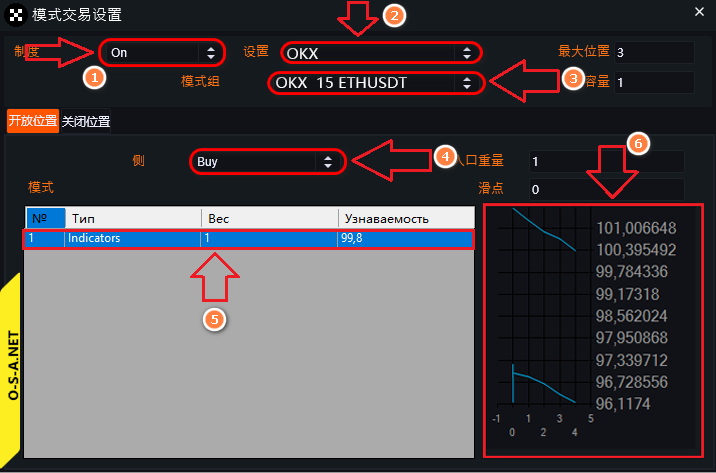 模式交易设置
2
制度 On 设置 OKX 最大位置 3
1 模式组 OKX 15 ETHUSDT 3 容量 1
开放位置 关闭位置
6
侧 Buy 4 入口重量 1
模式 滑点 0
№ Тип Вес Узнаваемость
1 Indicators 1 99,8
5
101,006648
100,395492
99,784336
99,17318
98,562024
97,950868
97,339712
96,728556
96,1174
-1 1 3 5
0 2 4
O-S-A.NET